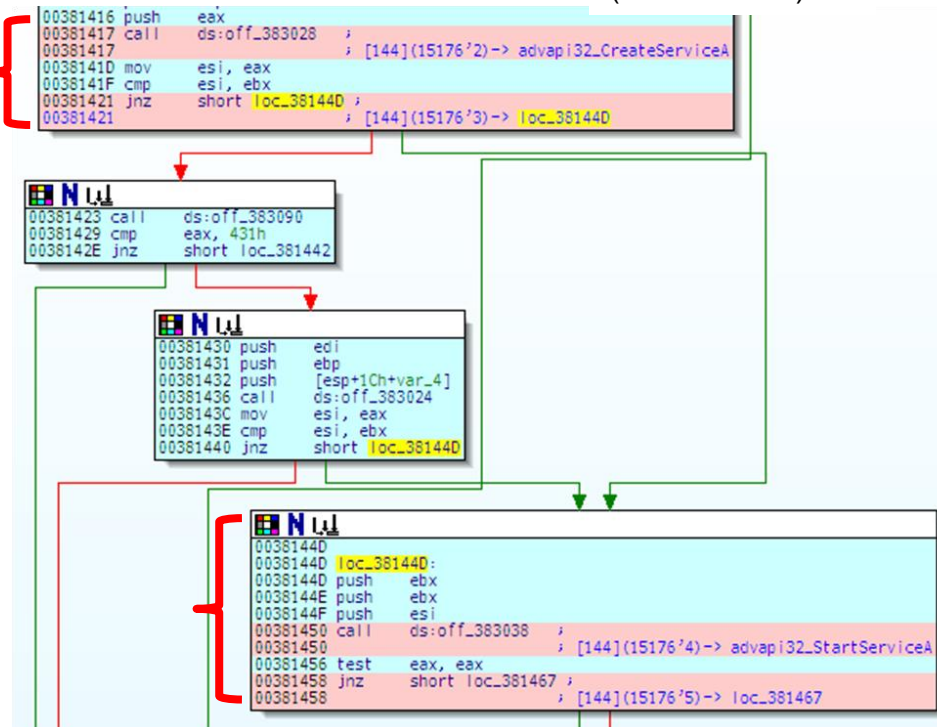 00381416 push eax
00381417 call ds:off_383028 ;
00381417 ; [144](15176'2)-> advapi32_CreateServiceA
0038141D mov esi, eax
0038141F cmp esi, ebx
00381421 jnz short loc_38144D ;
00381421 ; [144](15176'3)-> loc_38144D
N
00381423 call ds:off_383090
00381429 cmp eax, 431h
0038142E jnz short loc_381442
N
00381430 push edi
00381431 push ebp
00381432 push [esp+1Ch+var_4]
00381436 call ds:off_383024
0038143C mov esi, eax
0038143E cmp esi, ebx
00381440 jnz short loc_38144D
N
0038144D
0038144D loc_38144D:
0038144D push ebx
0038144E push ebx
0038144F push esi
00381450 call ds:off_383038 ;
00381450 ; [144](15176'4)-> advapi32_StartServiceA
00381456 test eax, eax
00381458 jnz short loc_381467 ;
00381458 ; [144](15176'5)-> loc_381467